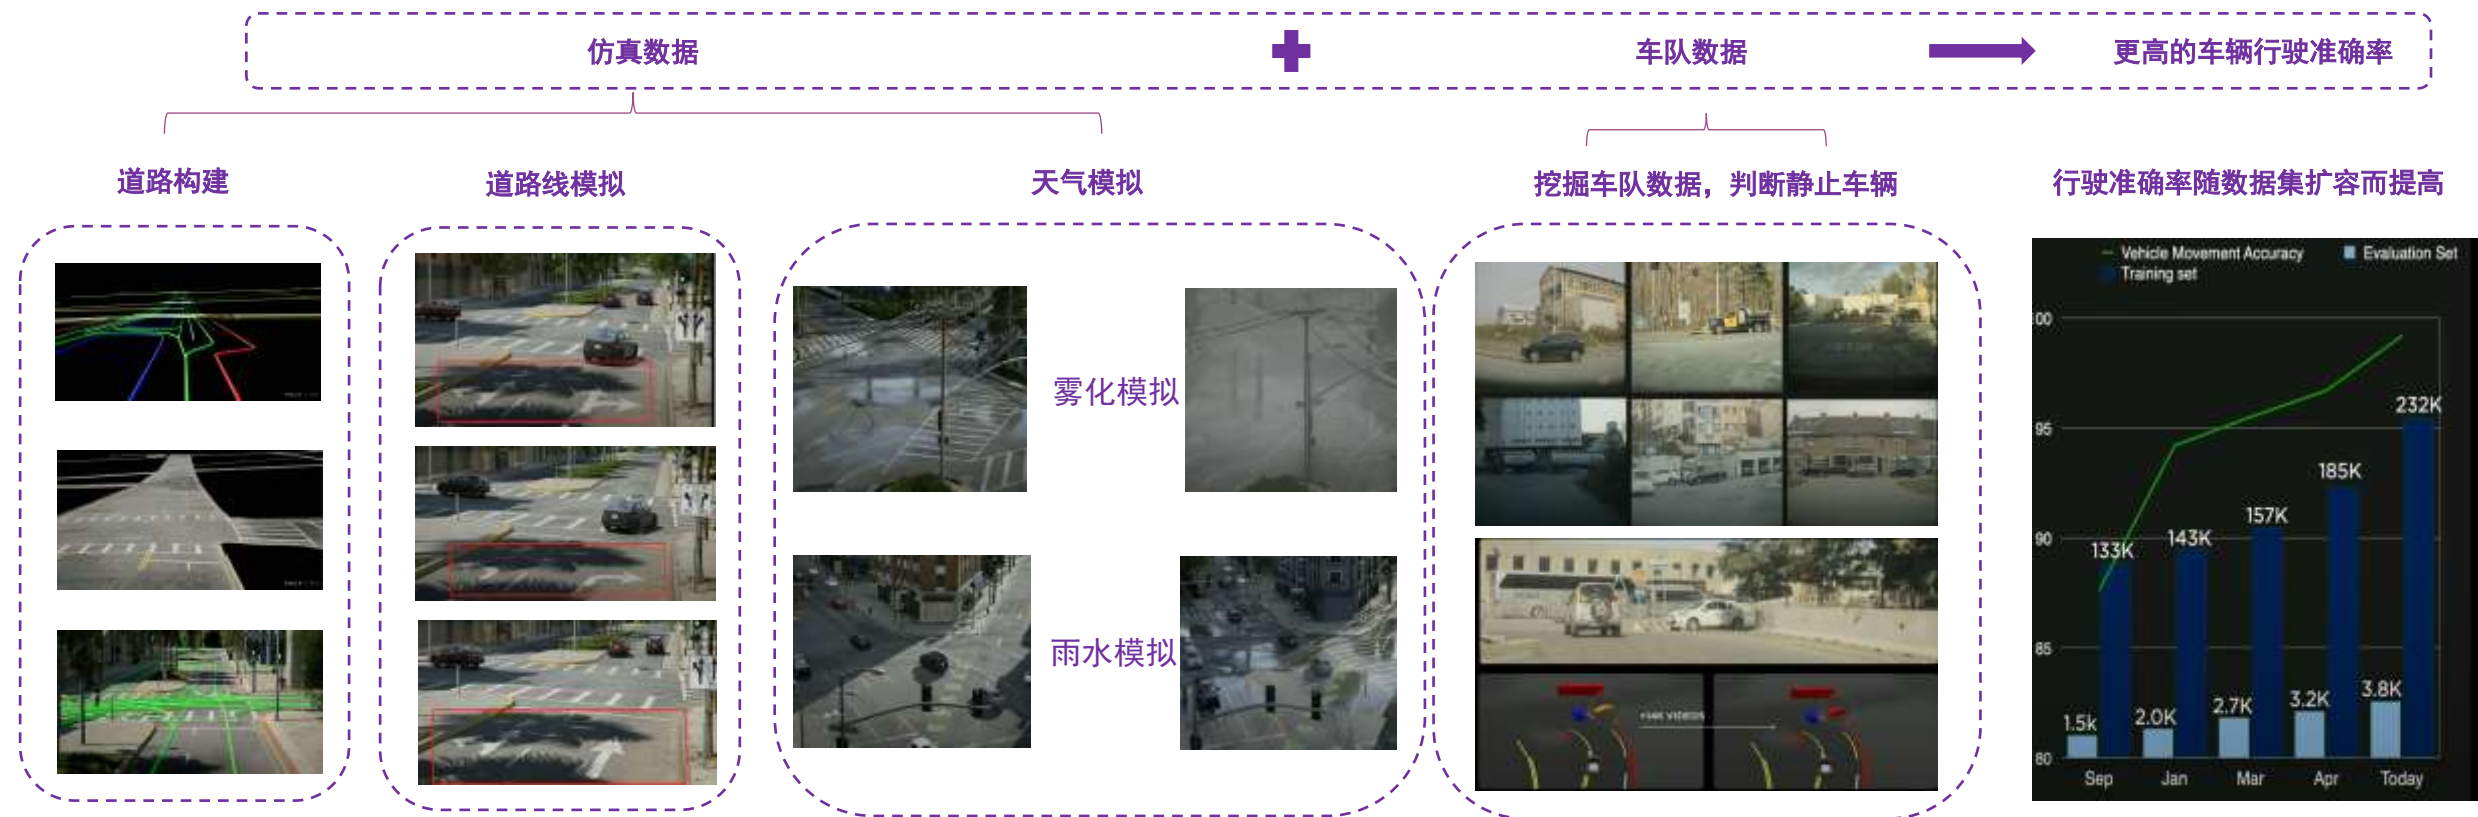 仿真数据
车队数据
更高的车辆行驶准确率
道路构建
道路线模拟
天气模拟
挖掘车队数据，判断静止车辆
行驶准确率随数据集扩容而提高
雾化模拟
雨水模拟
+14K VIDEOS
Vehicle Movement Accuracy
Evaluation Set
Training set
95
90
85
80
232K
185K
157K
143K
133K
3.8K
3.2K
2.7K
2.0K
1.5k
Sep
Jan
Mar
Apr
Today